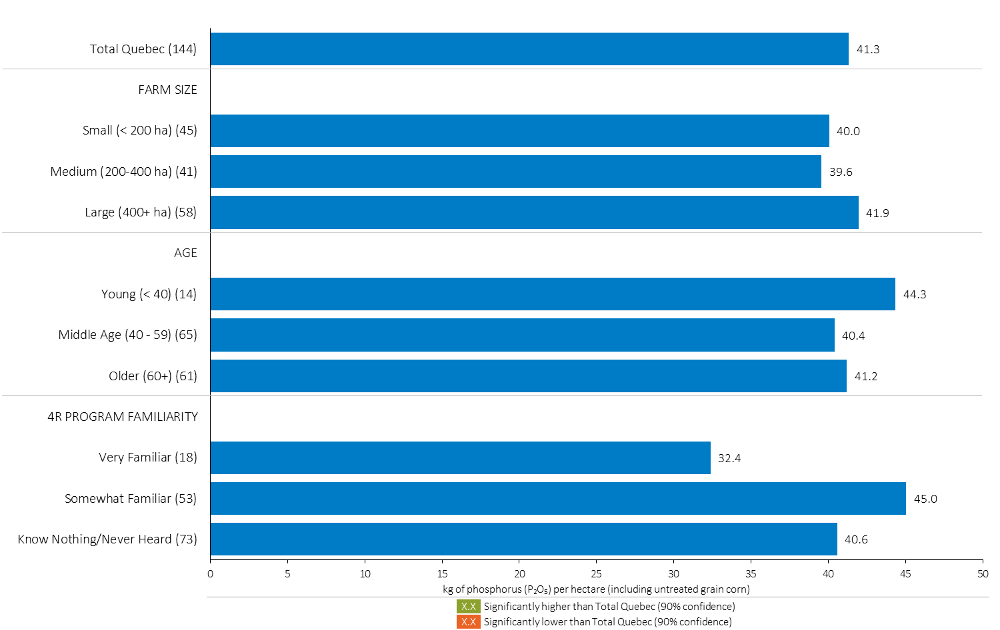 Total Quebec (144) 41.3
FARM SIZE
Small (< 200 ha) (45) 40.0
Medium (200-400 ha) (41) 39.6
Large (400+ ha) (58) 41.9
AGE
Young (< 40) (14) 44.3
Middle Age (40 - 59) (65) 40.4
Older (60+) (61) 41.2
4R PROGRAM FAMILIARITY
Very Familiar (18) 32.4
Somewhat Familiar (53) 45.0
Know Nothing/Never Heard (73) 40.6
0 5 10 15 20 25 30 35 40 45 50
kg of phosphorus (P₂O₅) per hectare (including untreated grain corn)
X.X Significantly higher than Total Quebec (90% confidence)
X.X Significantly lower than Total Quebec (90% confidence)